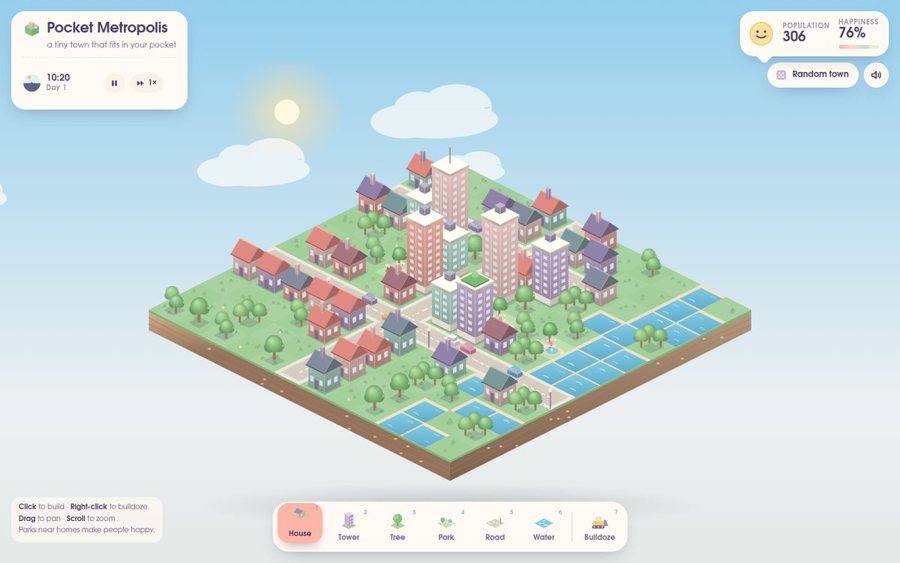 Pocket Metropolis
a tiny town that fits in your pocket
10:20
Day 1
1×
POPULATION
306
HAPPINESS
76%
Random town
Click to build · Right-click to bulldoze
Drag to pan · Scroll to zoom
Parks near homes make people happy.
1
House
2
Tower
3
Tree
4
Park
5
Road
6
Water
7
Bulldoze